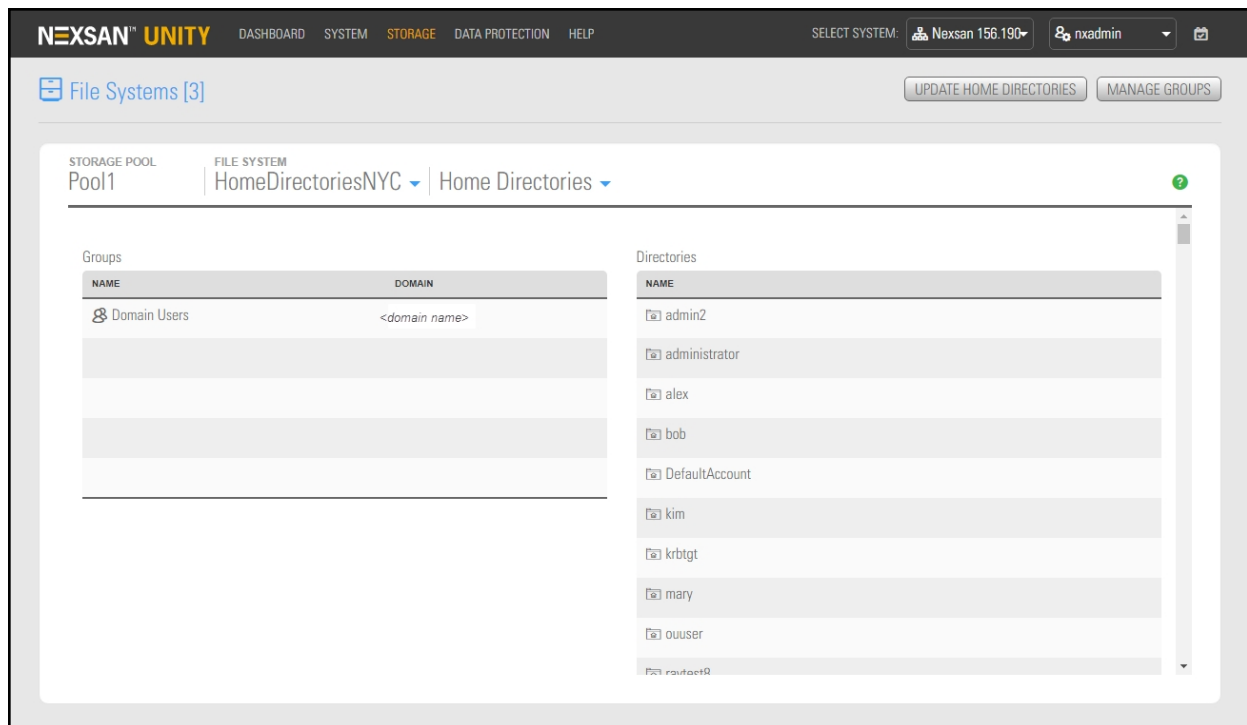 NEXSAN™ UNITY DASHBOARD SYSTEM STORAGE DATA PROTECTION HELP SELECT SYSTEM: Nexsan 156.190 nxadmin
File Systems [3] UPDATE HOME DIRECTORIES MANAGE GROUPS
STORAGE POOL FILE SYSTEM
Pool1 HomeDirectoriesNYC Home Directories ?
Groups
NAME DOMAIN
Domain Users <domain name>
Directories
NAME
admin2
administrator
alex
bob
DefaultAccount
kim
krbtgt
mary
ouuser
raytest8